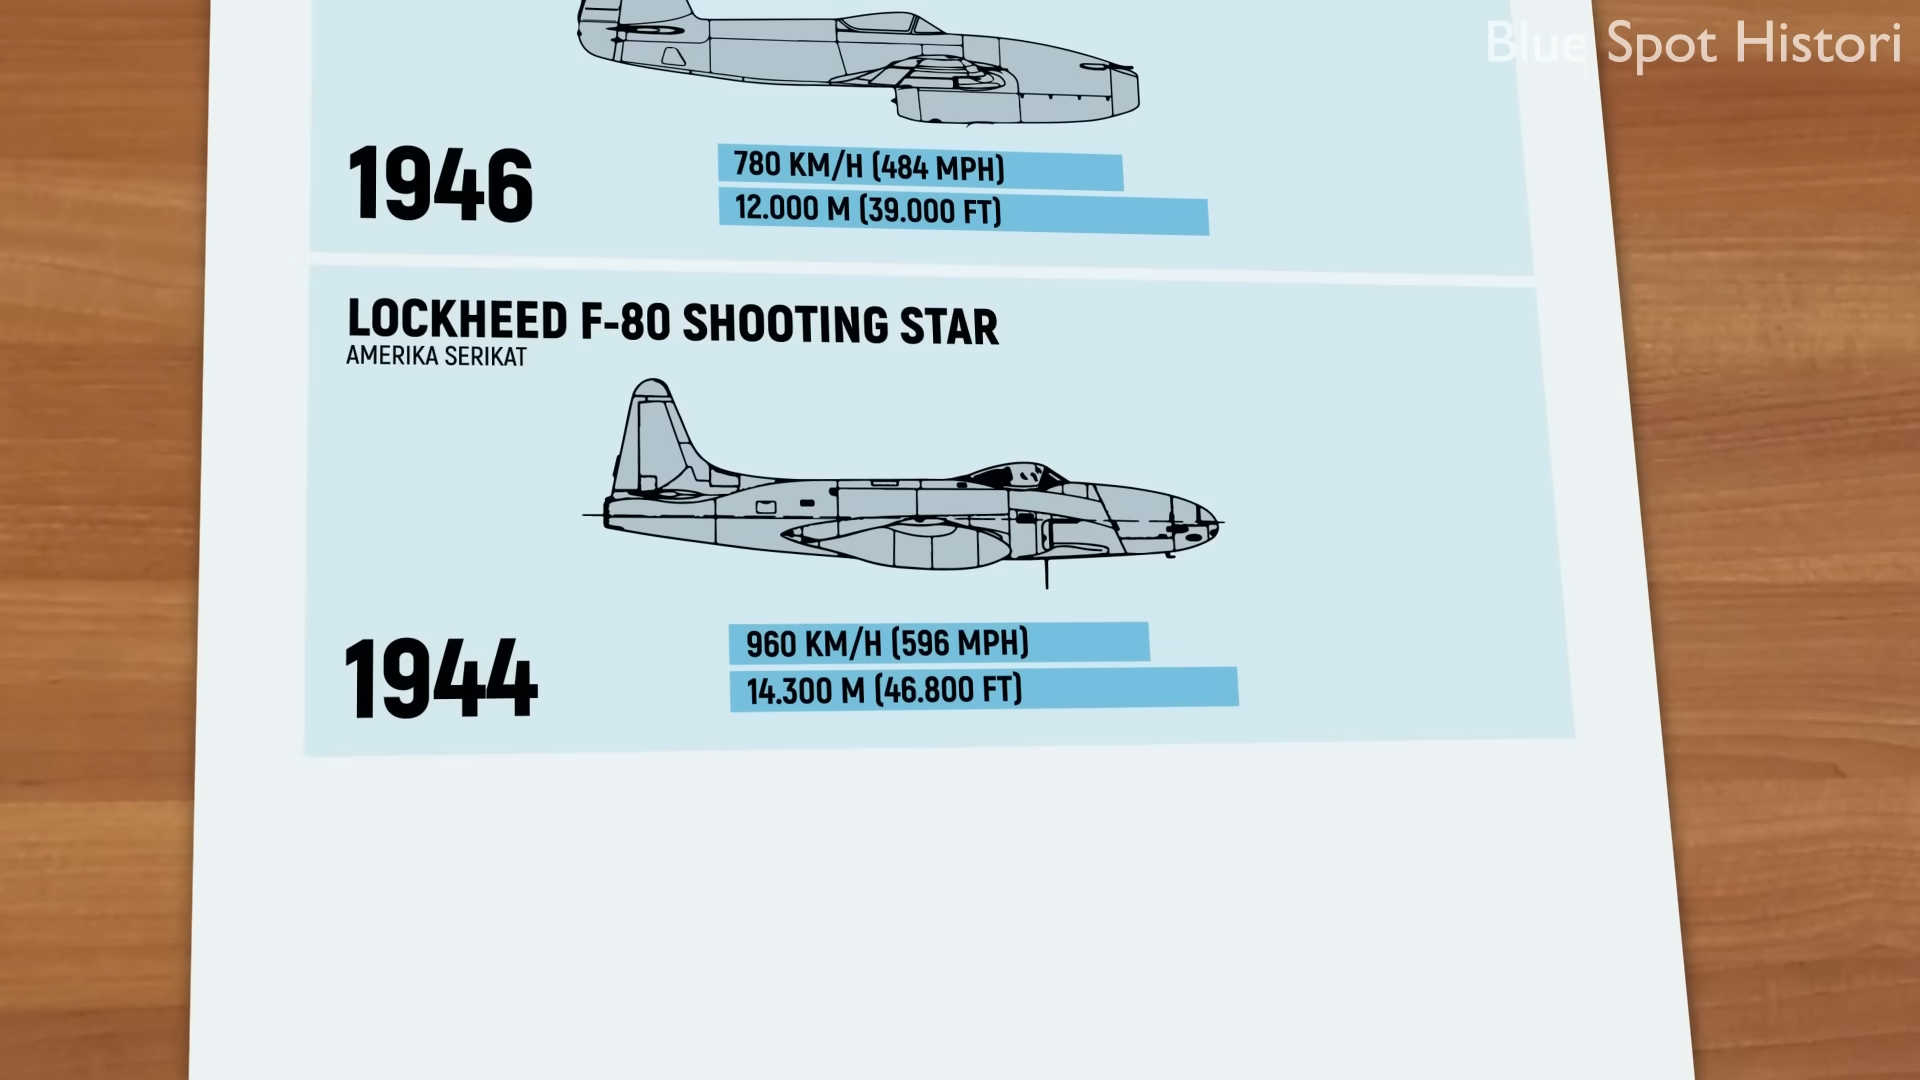 Blue Spot Histori
1946
780 KM/H (484 MPH)
12.000 M (39.000 FT)
LOCKHEED F-80 SHOOTING STAR
AMERIKA SERIKAT
1944
960 KM/H (596 MPH)
14.300 M (46.800 FT)